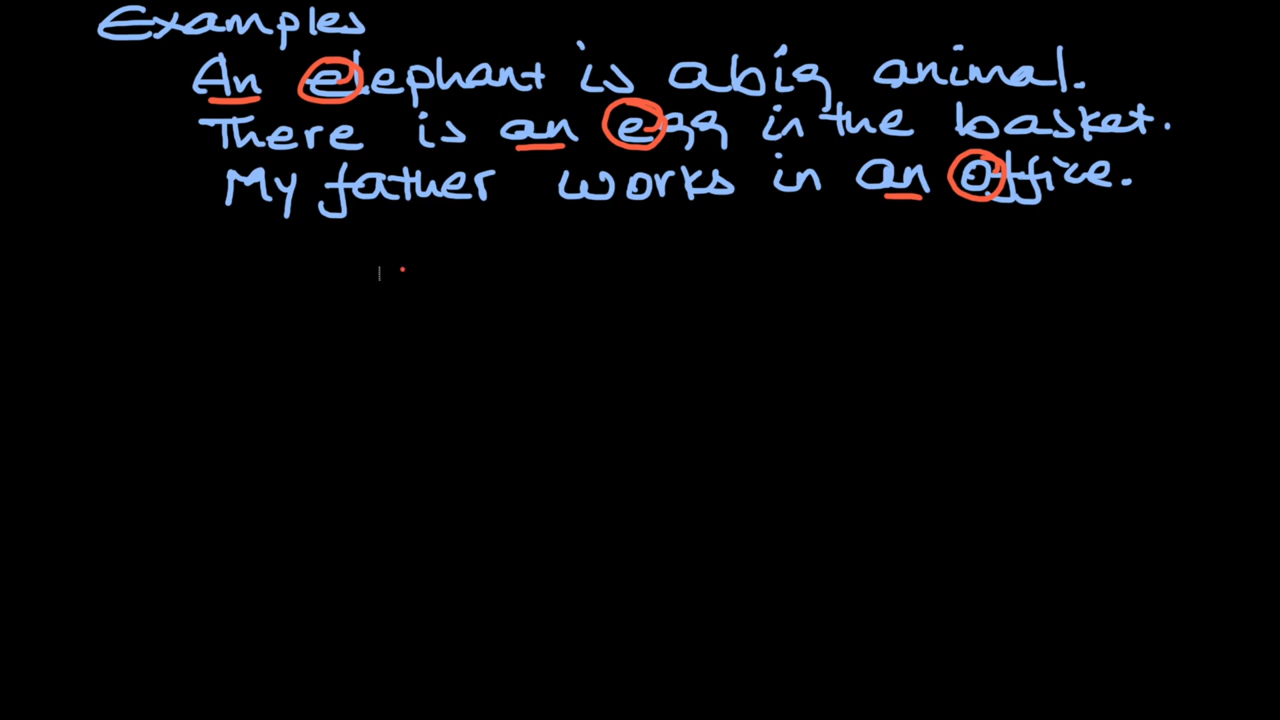 Examples
An elephant is a big animal.
There is an egg in the basket.
My father works in an office.